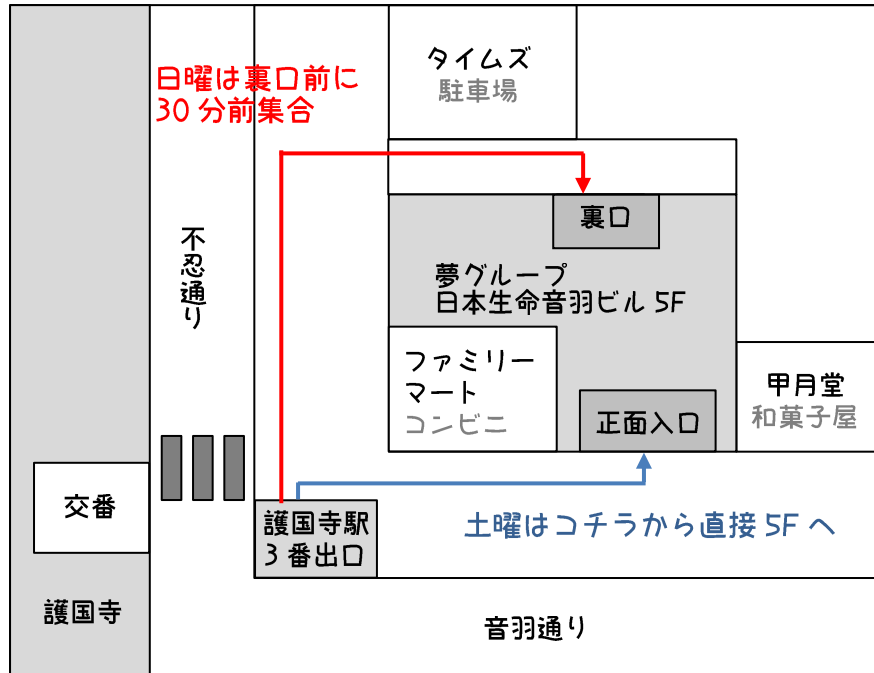 タイムズ
駐車場
日曜は裏口前に
30分前集合
裏口
不忍通り
夢グループ
日本生命音羽ビル5F
ファミリー
マート
コンビニ
正面入口
甲月堂
和菓子屋
交番
護国寺駅
3番出口
土曜はコチラから直接5Fへ
護国寺
音羽通り